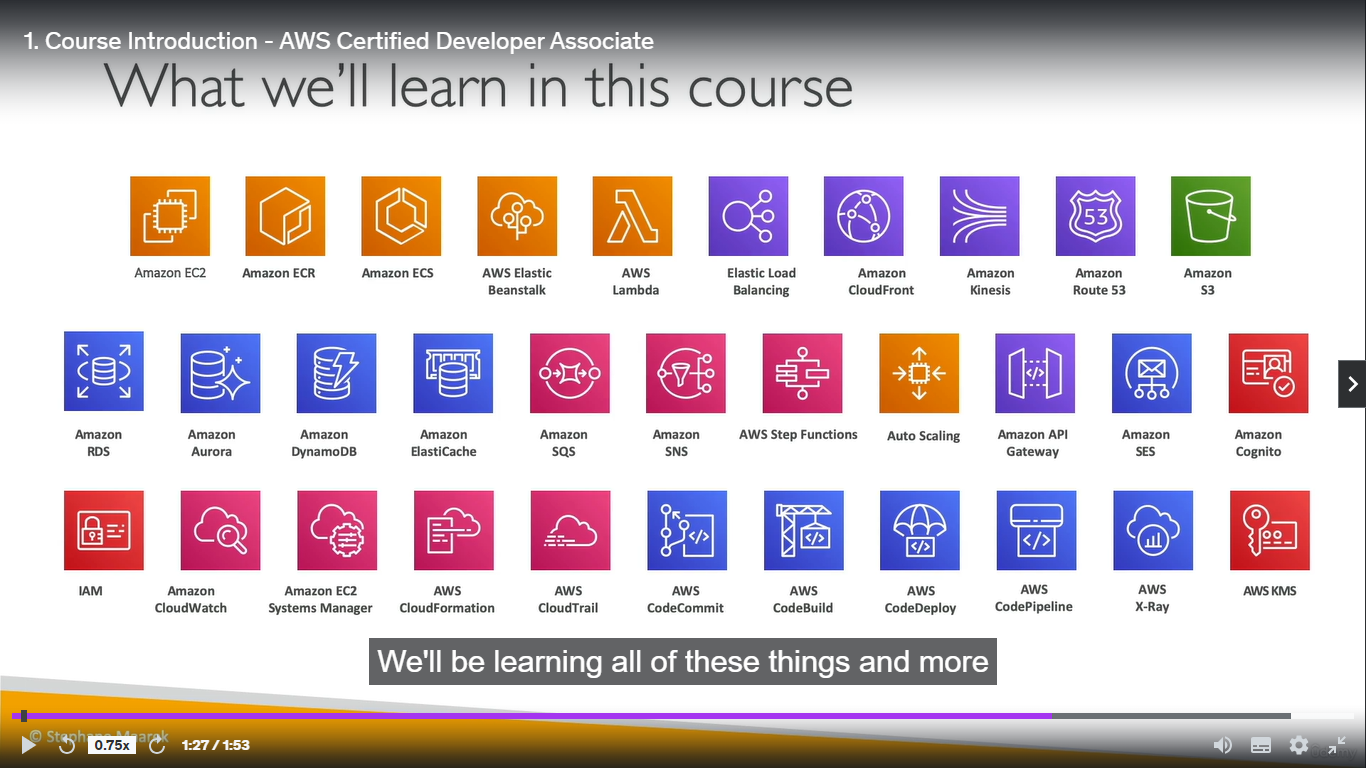 1. Course Introduction - AWS Certified Developer Associate
What we'll learn in this course
53
Amazon EC2
Amazon ECR
Amazon ECS
AWS Elastic
Beanstalk
AWS
Lambda
Elastic Load
Balancing
Amazon
CloudFront
Amazon
Kinesis
Amazon
Route 53
Amazon
S3
Amazon
RDS
Amazon
Aurora
Amazon
DynamoDB
Amazon
ElastiCache
Amazon
SQS
Amazon
SNS
AWS Step Functions
Auto Scaling
Amazon API
Gateway
Amazon
SES
Amazon
Cognito
IAM
Amazon
CloudWatch
Amazon EC2
Systems Manager
AWS
CloudFormation
AWS
CloudTrail
AWS
CodeCommit
AWS
CodeBuild
AWS
CodeDeploy
AWS
CodePipeline
AWS
X-Ray
AWS KMS
We'll be learning all of these things and more
© Stephane Maarek
0.75x
1:27 / 1:53